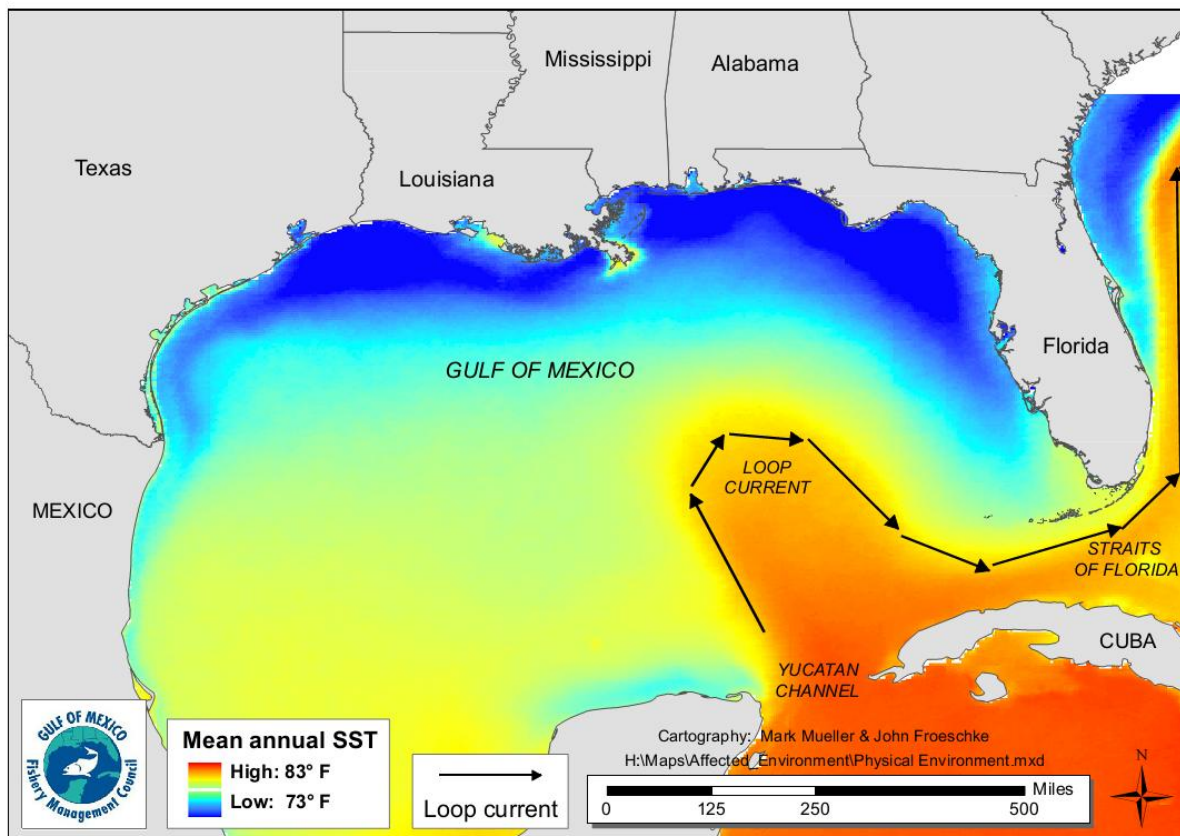 Mississippi
Alabama
Texas
Louisiana
GULF OF MEXICO
Florida
MEXICO
LOOP
CURRENT
STRAITS
OF FLORIDA
CUBA
YUCATAN
CHANNEL
GULF OF MEXICO
Fishery Management Council
Mean annual SST
High: 83° F
Low: 73° F
Loop current
Cartography: Mark Mueller & John Froeschke
H:\Maps\Affected_Environment\Physical Environment.mxd
Miles
0 125 250 500
N